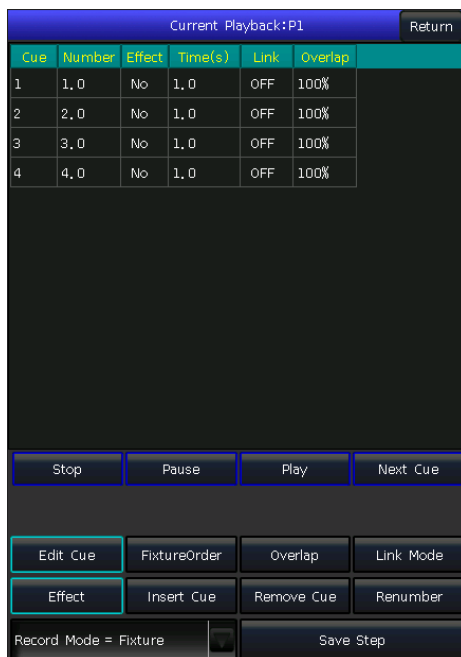 Current Playback:P1 Return
Cue Number Effect Time(s) Link Overlap
1 1.0 No 1.0 OFF 100%
2 2.0 No 1.0 OFF 100%
3 3.0 No 1.0 OFF 100%
4 4.0 No 1.0 OFF 100%
Stop Pause Play Next Cue
Edit Cue FixtureOrder Overlap Link Mode
Effect Insert Cue Remove Cue Renumber
Record Mode = Fixture Save Step